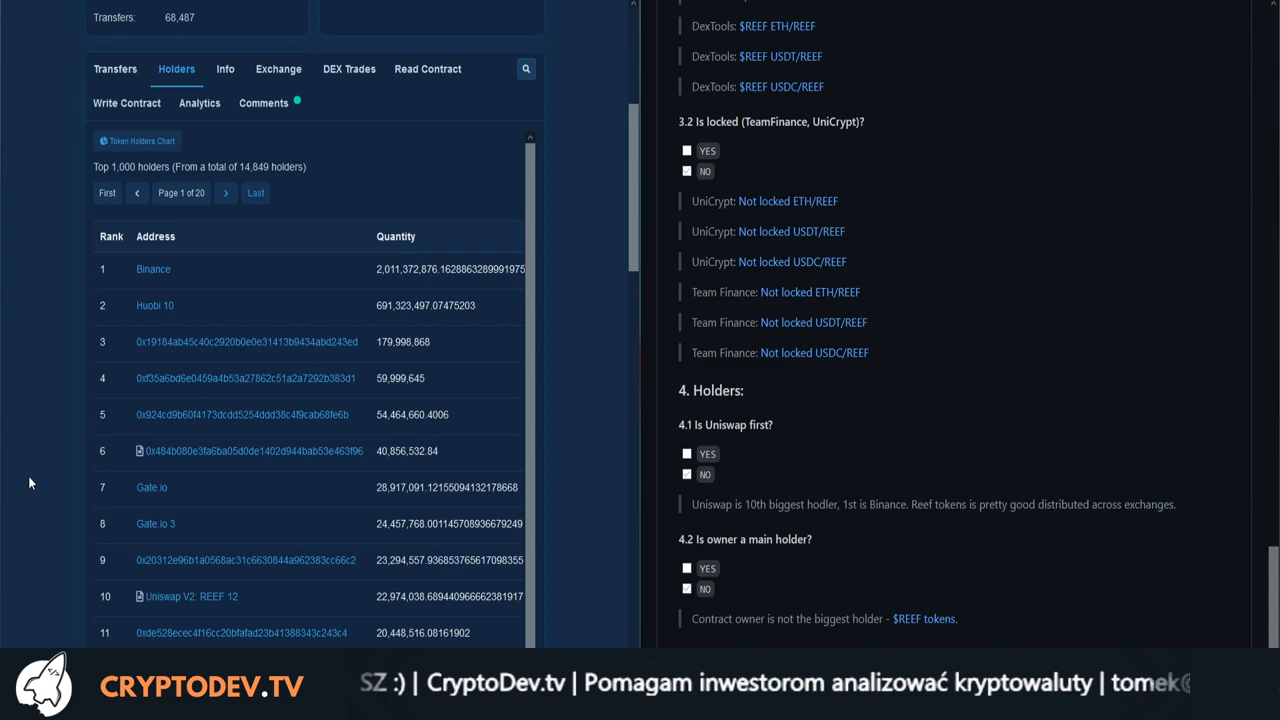 Transfers: 68,487
Transfers Holders Info Exchange DEX Trades Read Contract
Write Contract Analytics Comments
Token Holders Chart
Top 1,000 holders (From a total of 14,849 holders)
First < Page 1 of 20 > Last
Rank Address Quantity
1 Binance 2,011,372,876.1628863289991975
2 Huobi 10 691,323,497.07475203
3 0x19184ab45c40c2920b0e0e31413b9434abd243ed 179,998,868
4 0xf35a6bd6e0459a4b53a27862c51a2a7292b383d1 59,999,645
5 0x924cd9b60f4173dcdd5254ddd38c4f9cab68fe6b 54,464,660.4006
6 0x484b080e3fa6ba05d0de1402d944bab53e463f96 40,856,532.84
7 Gate.io 28,917,091.12155094132178668
8 Gate.io 3 24,457,768.001145708936679249
9 0x20312e96b1a0568ac31c6630844a962383cc66c2 23,294,557.936853765617098355
10 Uniswap V2: REEF 12 22,974,038.689440966662381917
11 0xde528ecec4f16cc20bfafad23b41388343c243c4 20,448,516.08161902
DexTools: $REEF ETH/REEF
DexTools: $REEF USDT/REEF
DexTools: $REEF USDC/REEF
3.2 Is locked (TeamFinance, UniCrypt)?
YES
NO
UniCrypt: Not locked ETH/REEF
UniCrypt: Not locked USDT/REEF
UniCrypt: Not locked USDC/REEF
Team Finance: Not locked ETH/REEF
Team Finance: Not locked USDT/REEF
Team Finance: Not locked USDC/REEF
4. Holders:
4.1 Is Uniswap first?
YES
NO
Uniswap is 10th biggest hodler, 1st is Binance. Reef tokens is pretty good distributed across exchanges.
4.2 Is owner a main holder?
YES
NO
Contract owner is not the biggest holder - $REEF tokens.
CRYPTODEV.TV
SZ :) | CryptoDev.tv | Pomagam inwestorom analizować kryptowaluty | tomek@